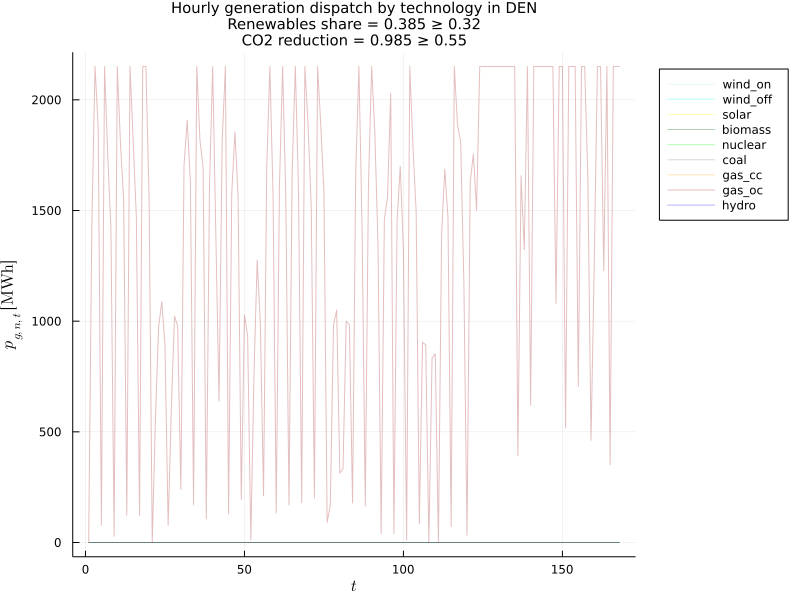 Hourly generation dispatch by technology in DEN
Renewables share = 0.385 ≥ 0.32
CO2 reduction = 0.985 ≥ 0.55
wind_on
wind_off
solar
biomass
nuclear
coal
gas_cc
gas_oc
hydro
p g,n,t [MWh]
2000
1500
1000
500
0
0
50
100
150
t